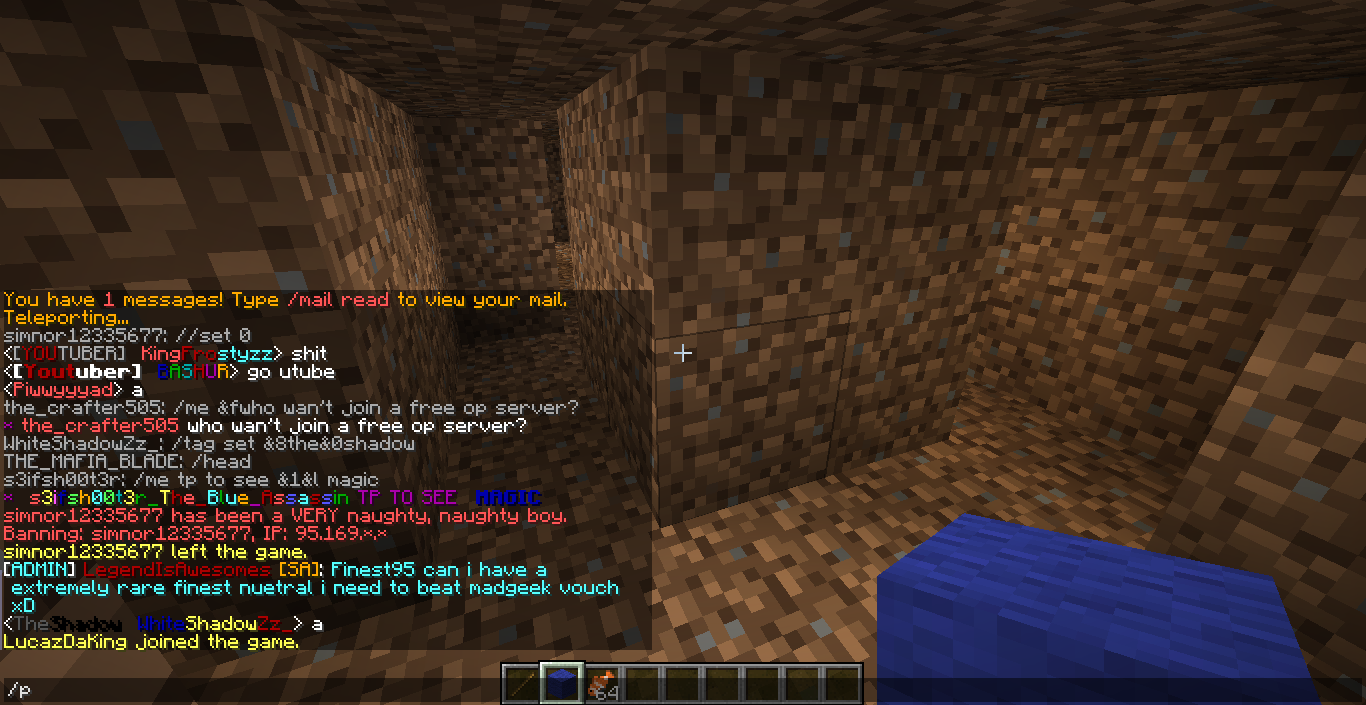 You have 1 messages! Type /mail read to view your mail.
Teleporting...
simnor12335677: //set 0
<[YOUTUBER] KingFrostyzz> shit
<[Youtuber] BASHUR> go utube
<Piwwyyyad> a
the_crafter505: /me &fwho wan't join a free op server?
* the_crafter505 who wan't join a free op server?
WhiteShadowZz_: /tag set &8the&0shadow
THE_MAFIA_BLADE: /head
s3ifsh00t3r: /me tp to see &1&l magic
* s3ifsh00t3r_The_Blue_Assassin TP TO SEE MAGIC
simnor12335677 has been a VERY naughty, naughty boy.
Banning: simnor12335677, IP: 95.169.x.x
simnor12335677 left the game.
[ADMIN] LegendIsAwesomes [SA]: Finest95 can i have a
extremely rare finest nuetral i need to beat madgeek vouch
xD
<TheShadow WhiteShadowZz_> a
LucazDaKing joined the game.
/p
64